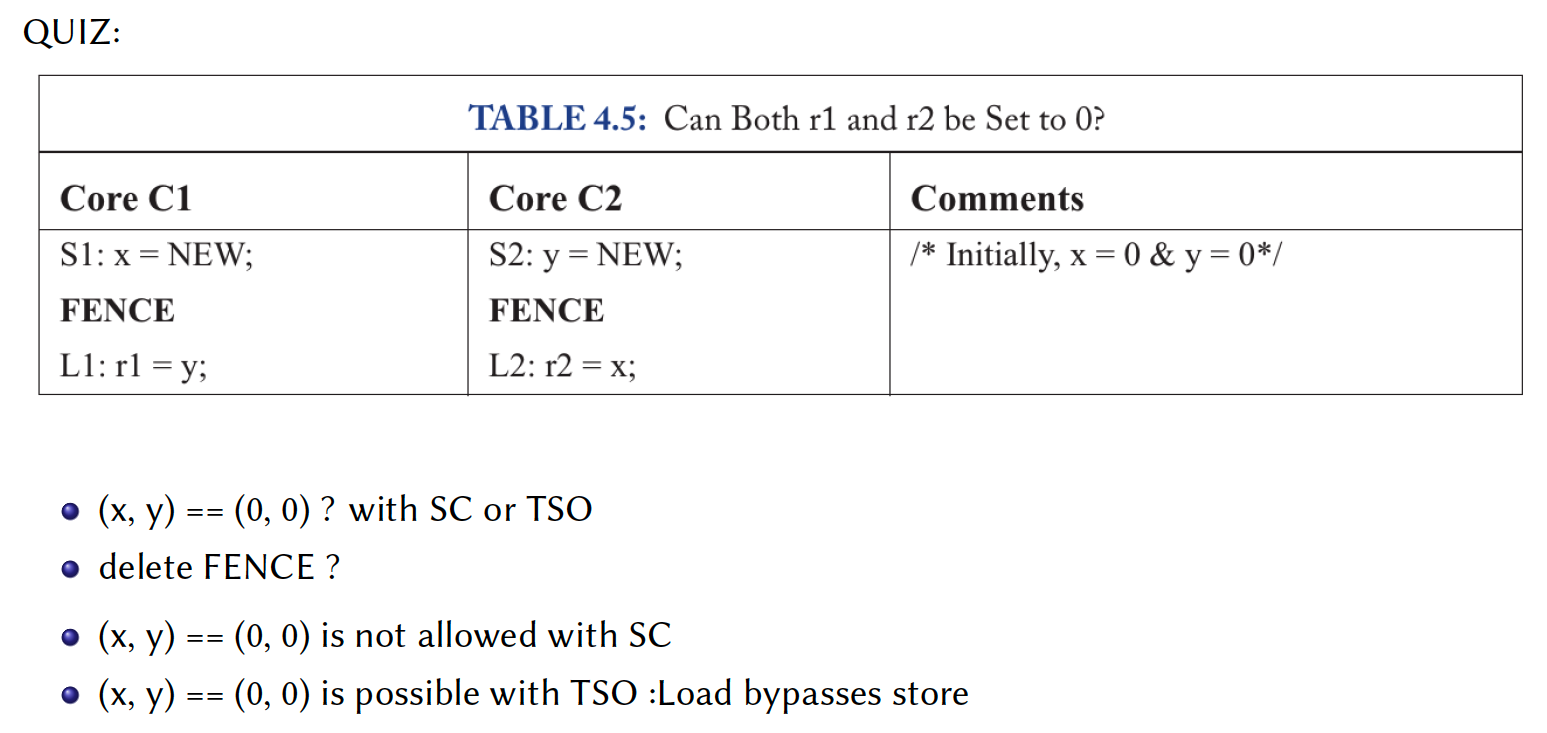 QUIZ:
TABLE 4.5: Can Both r1 and r2 be Set to 0?
Core C1 Core C2 Comments
S1: x = NEW; S2: y = NEW; /* Initially, x = 0 & y = 0*/
FENCE FENCE
L1: r1 = y; L2: r2 = x;
(x, y) == (0, 0) ? with SC or TSO
delete FENCE ?
(x, y) == (0, 0) is not allowed with SC
(x, y) == (0, 0) is possible with TSO :Load bypasses store